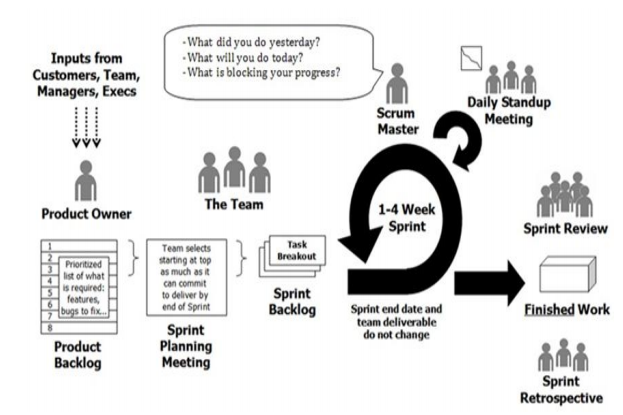 Inputs from
Customers, Team,
Managers, Execs
- What did you do yesterday?
- What will you do today?
- What is blocking your progress?
Scrum
Master
Daily Standup
Meeting
Product Owner
The Team
1-4 Week
Sprint
Sprint Review
1
2
3
4
5
6
7
8
Prioritized
list of what
is required:
features,
bugs to fix...
Product
Backlog
Team selects
starting at top
as much as it
can commit
to deliver by
end of Sprint
Sprint
Planning
Meeting
Task
Breakout
Sprint
Backlog
Sprint end date and
team deliverable
do not change
Finished Work
Sprint
Retrospective